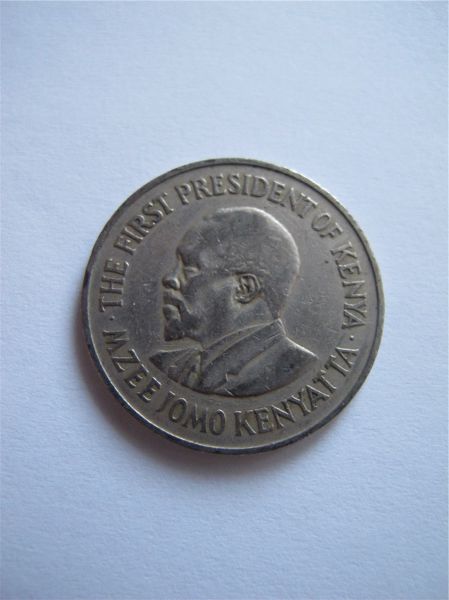 · THE FIRST PRESIDENT OF KENYA ·
MZEE JOMO KENYATTA